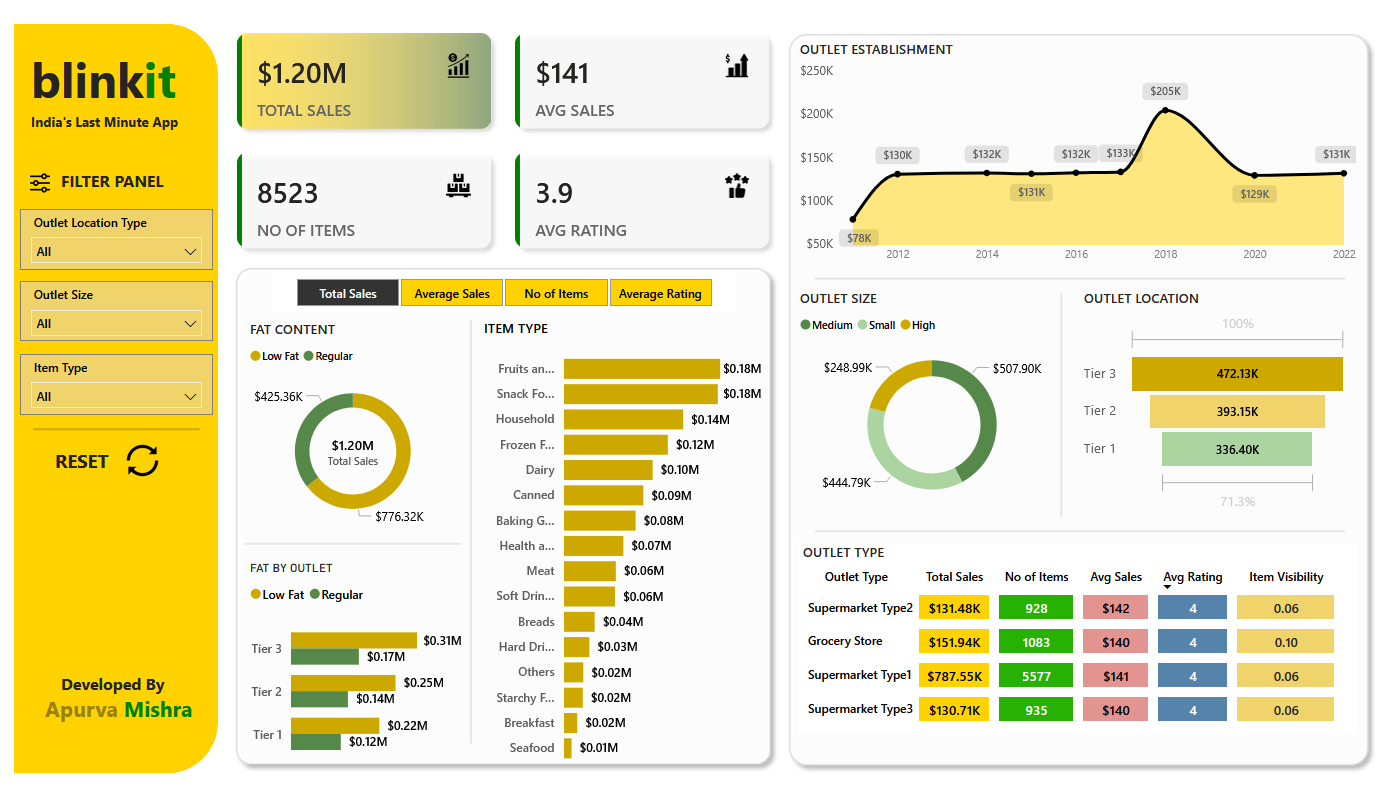 blinkit
India's Last Minute App
FILTER PANEL
Outlet Location Type
All
Outlet Size
All
Item Type
All
RESET
Developed By
Apurva Mishra
$1.20M
TOTAL SALES
$141
AVG SALES
8523
NO OF ITEMS
3.9
AVG RATING
Total Sales Average Sales No of Items Average Rating
FAT CONTENT
Low Fat Regular
$425.36K
$1.20M
Total Sales
$776.32K
FAT BY OUTLET
Low Fat Regular
Tier 3 $0.31M
$0.17M
Tier 2 $0.25M
$0.14M
Tier 1 $0.22M
$0.12M
ITEM TYPE
Fruits an... $0.18M
Snack Fo... $0.18M
Household $0.14M
Frozen F... $0.12M
Dairy $0.10M
Canned $0.09M
Baking G... $0.08M
Health a... $0.07M
Meat $0.06M
Soft Drin... $0.06M
Breads $0.04M
Hard Dri... $0.03M
Others $0.02M
Starchy F... $0.02M
Breakfast $0.02M
Seafood $0.01M
OUTLET ESTABLISHMENT
$250K
$200K
$150K
$100K
$50K
$78K
$130K
$132K
$131K
$132K
$133K
$205K
$129K
$131K
2012 2014 2016 2018 2020 2022
OUTLET SIZE
Medium Small High
$248.99K
$507.90K
$444.79K
OUTLET LOCATION
100%
Tier 3 472.13K
Tier 2 393.15K
Tier 1 336.40K
71.3%
OUTLET TYPE
Outlet Type Total Sales No of Items Avg Sales Avg Rating Item Visibility
Supermarket Type2 $131.48K 928 $142 4 0.06
Grocery Store $151.94K 1083 $140 4 0.10
Supermarket Type1 $787.55K 5577 $141 4 0.06
Supermarket Type3 $130.71K 935 $140 4 0.06